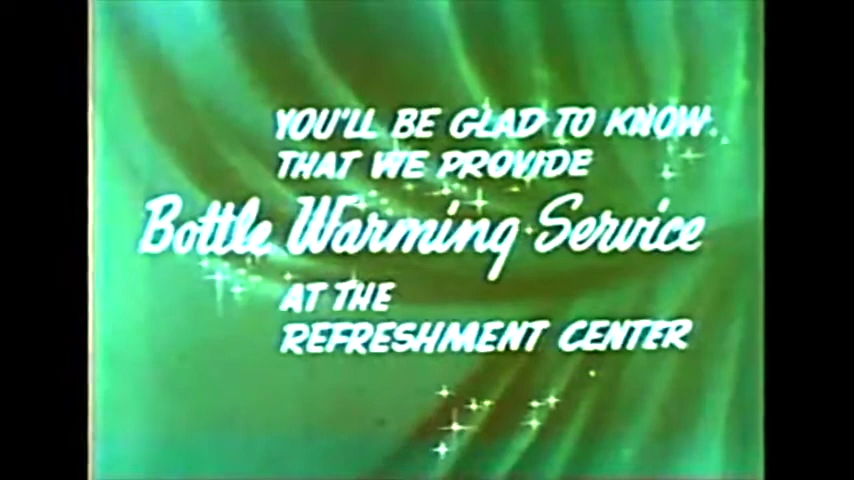 YOU'LL BE GLAD TO KNOW
THAT WE PROVIDE
Bottle Warming Service
AT THE
REFRESHMENT CENTER